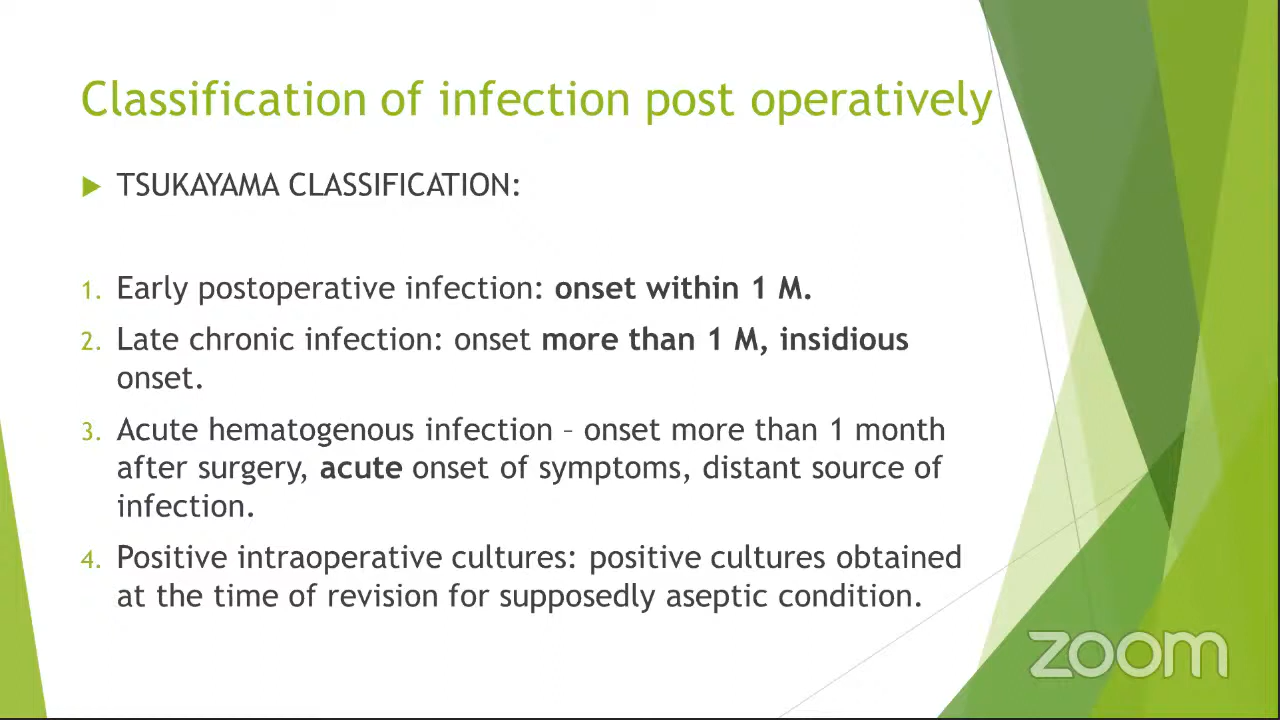 Classification of infection post operatively
TSUKAYAMA CLASSIFICATION:
1. Early postoperative infection: onset within 1 M.
2. Late chronic infection: onset more than 1 M, insidious
onset.
3. Acute hematogenous infection – onset more than 1 month
after surgery, acute onset of symptoms, distant source of
infection.
4. Positive intraoperative cultures: positive cultures obtained
at the time of revision for supposedly aseptic condition.
zoom